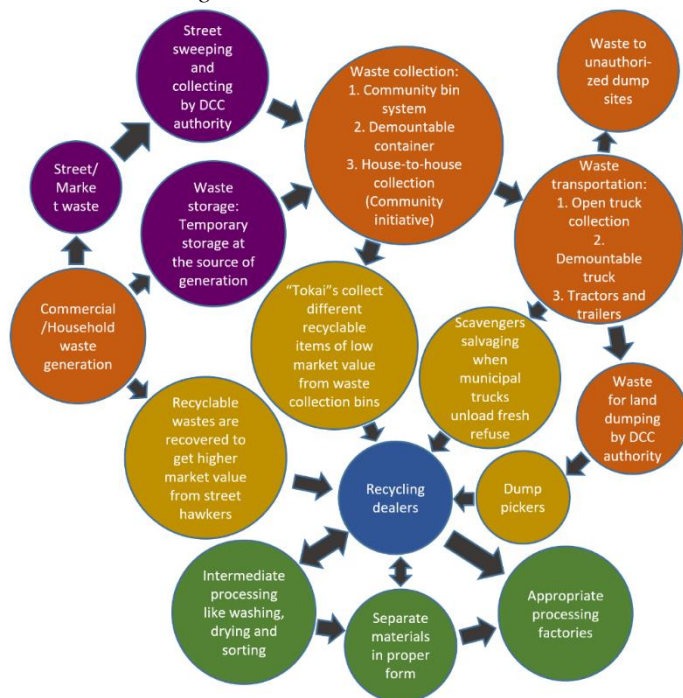 Street
sweeping
and
collecting
by DCC
authority
Waste to
unauthori-
zed dump
sites
Waste collection:
1. Community bin
system
2. Demountable
container
3. House-to-house
collection
(Community
initiative)
Street/
Marke
t waste
Waste
storage:
Temporary
storage at
the source of
generation
Waste
transportation:
1. Open truck
collection
2.
Demountable
truck
3. Tractors and
trailers
Commercial
/Household
waste
generation
"Tokai"s collect
different
recyclable
items of low
market value
from waste
collection bins
Scavengers
salvaging
when
municipal
trucks
unload fresh
refuse
Waste
for land
dumping
by DCC
authority
Recyclable
wastes are
recovered to
get higher
market value
from street
hawkers
Recycling
dealers
Dump
pickers
Intermediate
processing
like washing,
drying and
sorting
Separate
materials
in proper
form
Appropriate
processing
factories